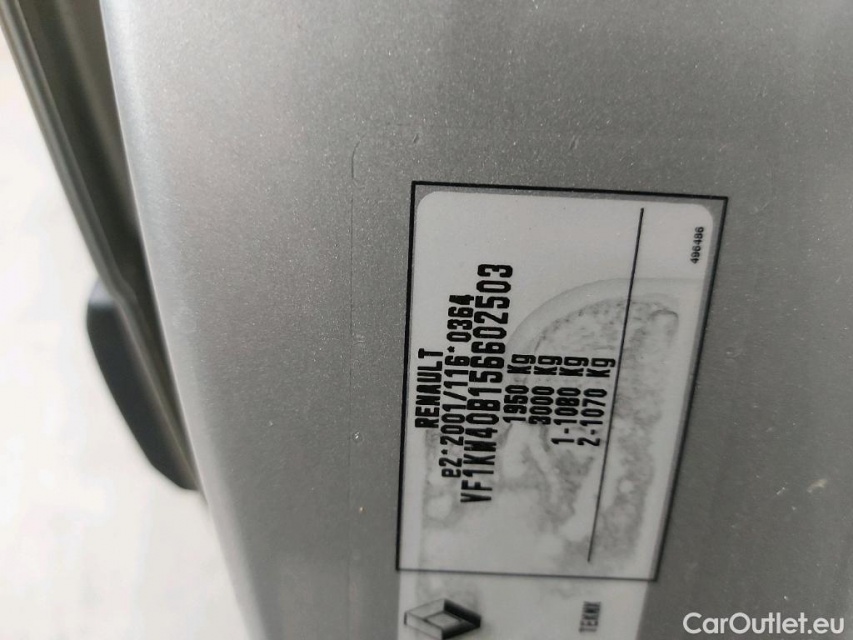 RENAULT
e2*2001/116*0364
VF1KW40B156602503
1950 Kg
3000 Kg
1-1080 Kg
2-1070 Kg
496486
CarOutlet.eu